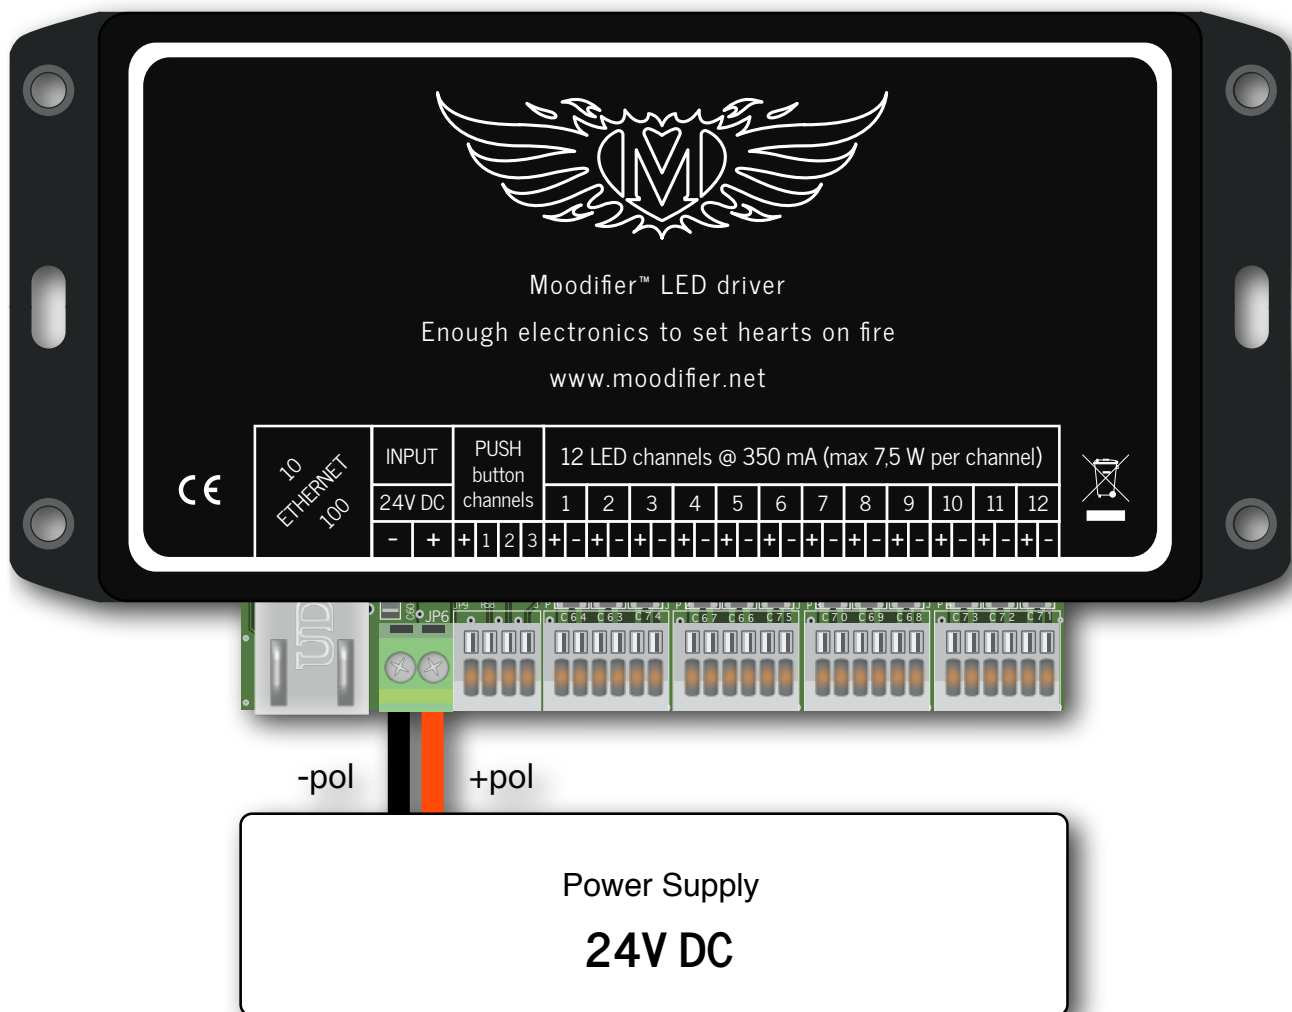 M
Moodifier™ LED driver
Enough electronics to set hearts on fire
www.moodifier.net
CE
10
ETHERNET
100
INPUT
24V DC
- +
PUSH
button
channels
+ 1 2 3
12 LED channels @ 350 mA (max 7,5 W per channel)
1 2 3 4 5 6 7 8 9 10 11 12
+ - + - + - + - + - + - + - + - + - + - + - + -
JP6
C64 C63 C74
C67 C66 C75
C70 C69 C68
C73 C72 C71
-pol
+pol
Power Supply
24V DC